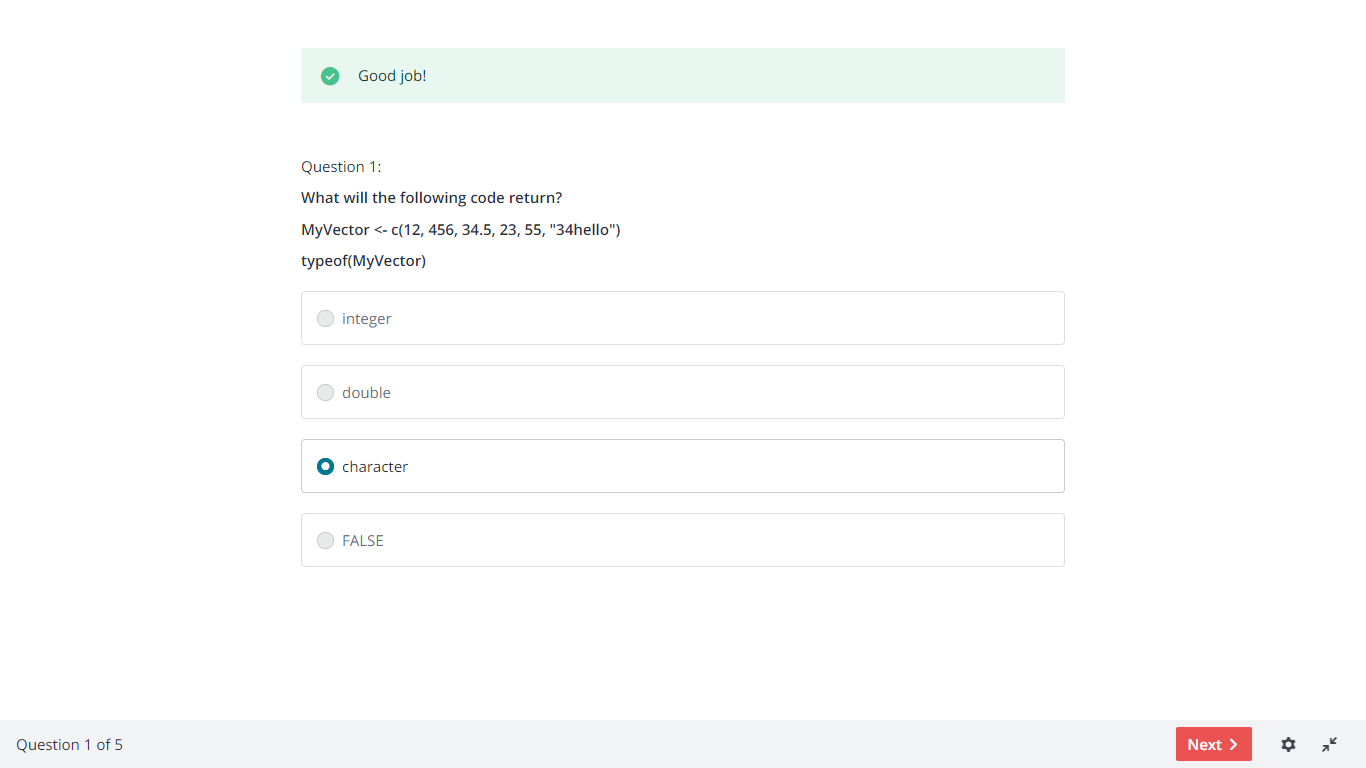 Good job!
Question 1:
What will the following code return?
MyVector <- c(12, 456, 34.5, 23, 55, "34hello")
typeof(MyVector)
integer
double
character
FALSE
Question 1 of 5
Next